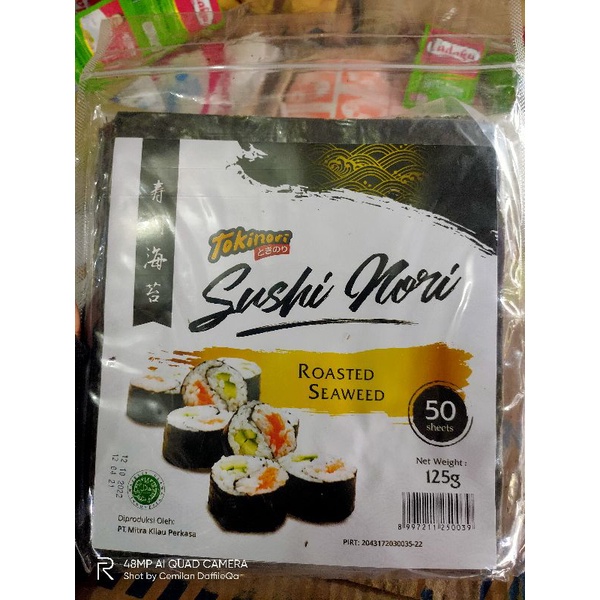 寿
司
海
苔
Tokinori
ときのり
Sushi Nori
ROASTED
SEAWEED
50
sheets
Net Weight :
125g
12 10 2022
12 04 21
Diproduksi Oleh:
PT. Mitra Kilau Perkasa
8 997211 250039
PIRT: 2043172030035-22
48MP AI QUAD CAMERA
Shot by Cemilan DaffileQa